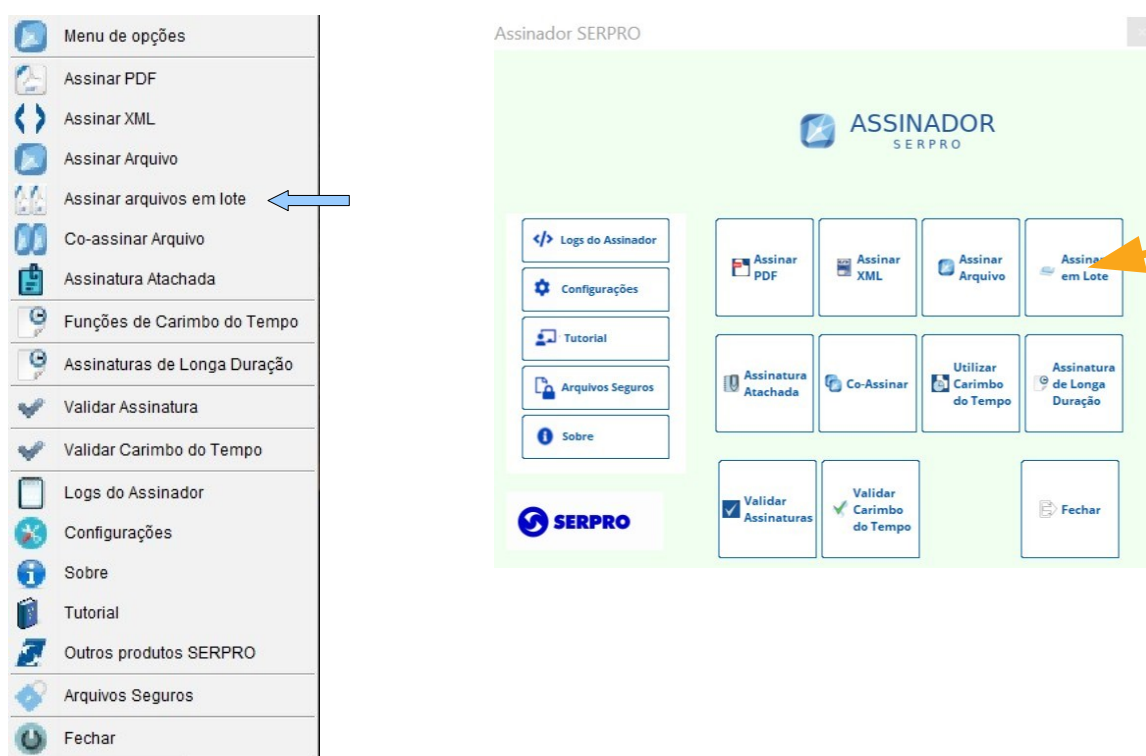 Menu de opções
Assinar PDF
Assinar XML
Assinar Arquivo
Assinar arquivos em lote
Co-assinar Arquivo
Assinatura Atachada
Funções de Carimbo do Tempo
Assinaturas de Longa Duração
Validar Assinatura
Validar Carimbo do Tempo
Logs do Assinador
Configurações
Sobre
Tutorial
Outros produtos SERPRO
Arquivos Seguros
Fechar
Assinador SERPRO
ASSINADOR
SERPRO
Logs do Assinador
Configurações
Tutorial
Arquivos Seguros
Sobre
SERPRO
Assinar
PDF
Assinar
XML
Assinar
Arquivo
Assinar
em Lote
Assinatura
Atachada
Co-Assinar
Utilizar
Carimbo
do Tempo
Assinatura
de Longa
Duração
Validar
Assinaturas
Validar
Carimbo
do Tempo
Fechar